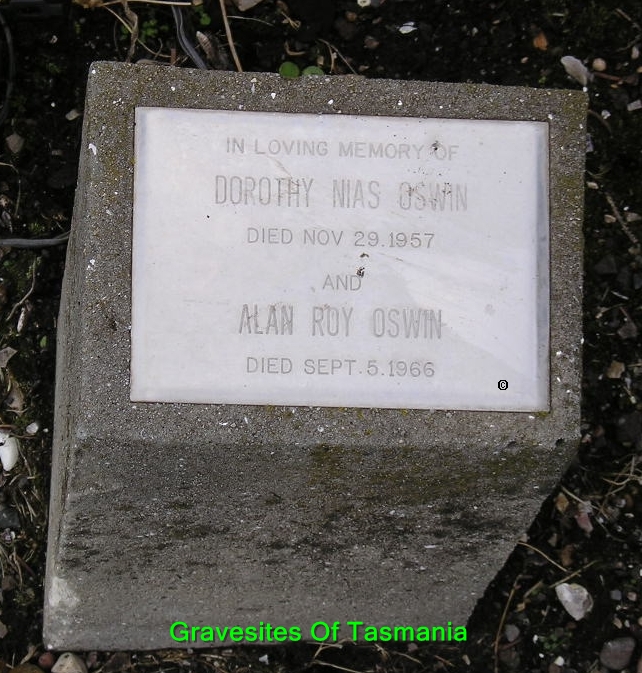 IN LOVING MEMORY OF
DOROTHY NIAS OSWIN
DIED NOV 29.1957
AND
ALAN ROY OSWIN
DIED SEPT.5.1966
©
Gravesites Of Tasmania